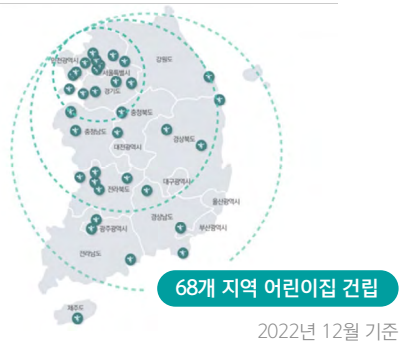 강원도
인천광역시
서울특별시
경기도
충청북도
충청남도
경상북도
대전광역시
대구광역시
전라북도
울산광역시
경상남도
부산광역시
광주광역시
전라남도
제주도
68개 지역 어린이집 건립
2022년 12월 기준